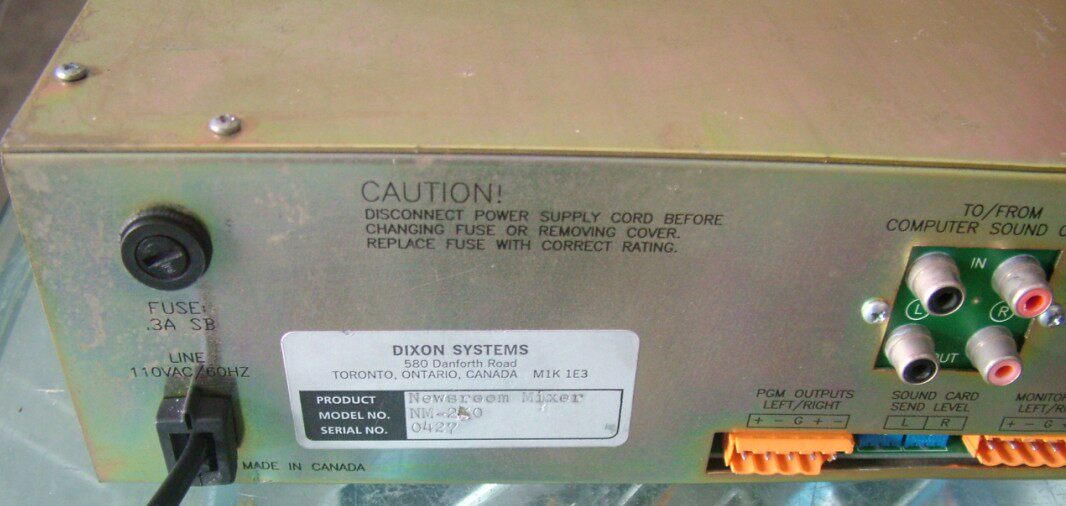 CAUTION!
DISCONNECT POWER SUPPLY CORD BEFORE
CHANGING FUSE OR REMOVING COVER.
REPLACE FUSE WITH CORRECT RATING.
TO/FROM
COMPUTER SOUND
IN
L
R
FUSE:
.3A SB
LINE
110VAC/60HZ
MADE IN CANADA
DIXON SYSTEMS
580 Danforth Road
TORONTO, ONTARIO, CANADA M1K 1E3
PRODUCT Newsroom Mixer
MODEL NO.
SERIAL NO. 0427
PGM OUTPUTS
LEFT/RIGHT
+ - G + -
SOUND CARD
SEND LEVEL
L R
MONITOR
LEFT/
+ - G